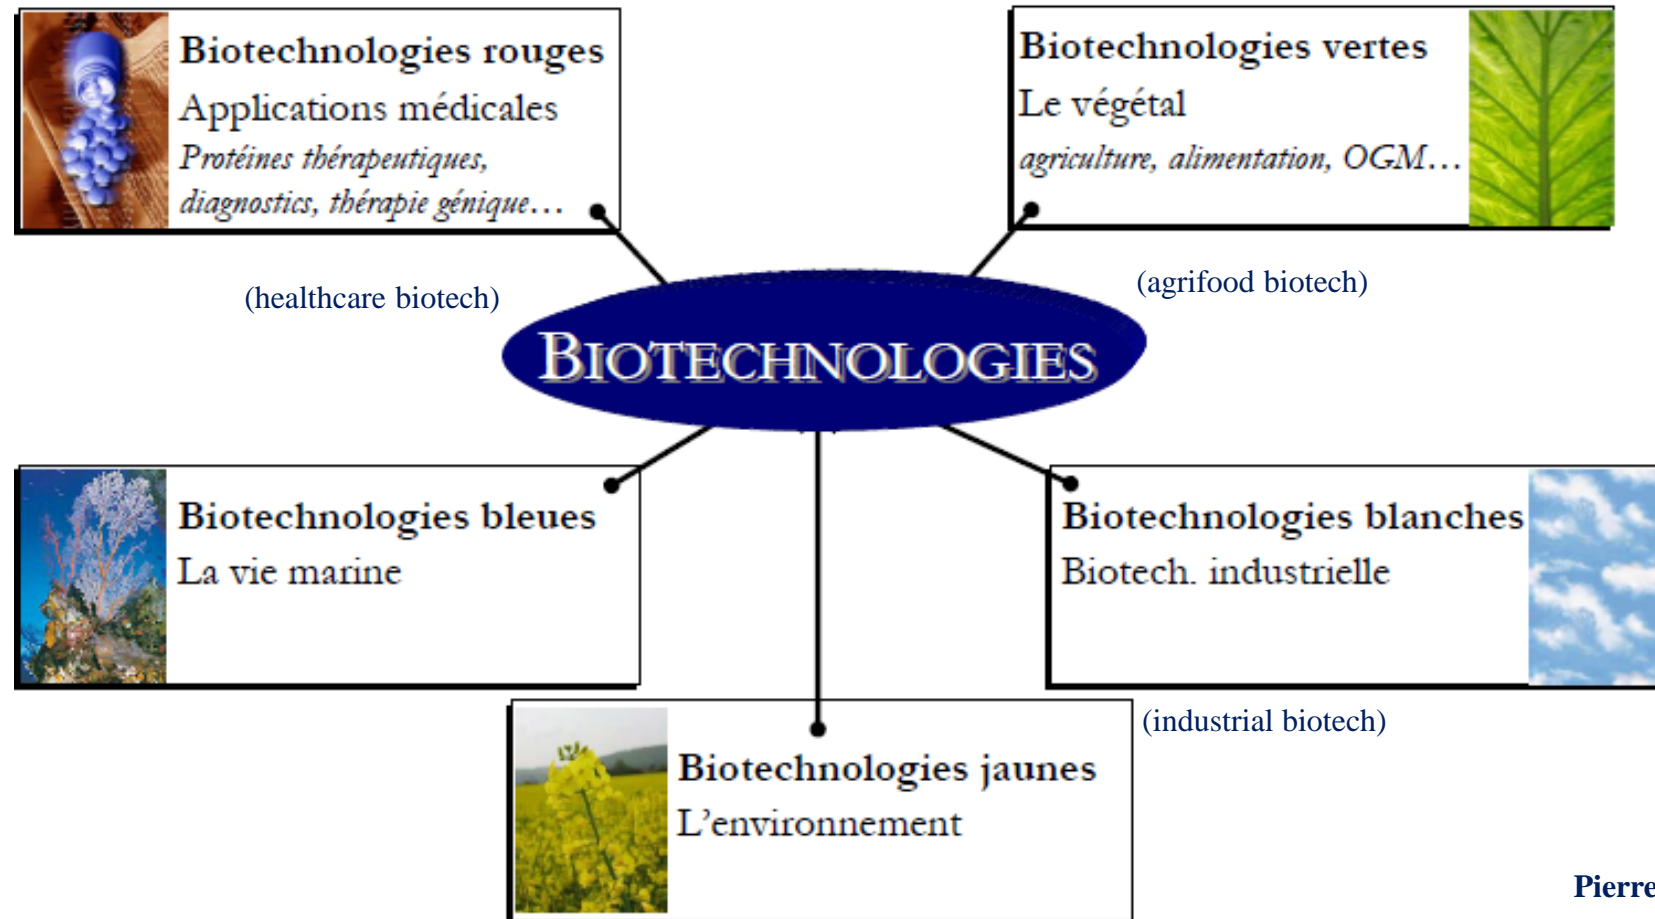 Biotechnologies rouges
Applications médicales
Protéines thérapeutiques,
diagnostics, thérapie génique...
(healthcare biotech)
Biotechnologies vertes
Le végétal
agriculture, alimentation, OGM...
(agrifood biotech)
BIOTECHNOLOGIES
Biotechnologies bleues
La vie marine
Biotechnologies blanches
Biotech. industrielle
(industrial biotech)
Biotechnologies jaunes
L'environnement
Pierre